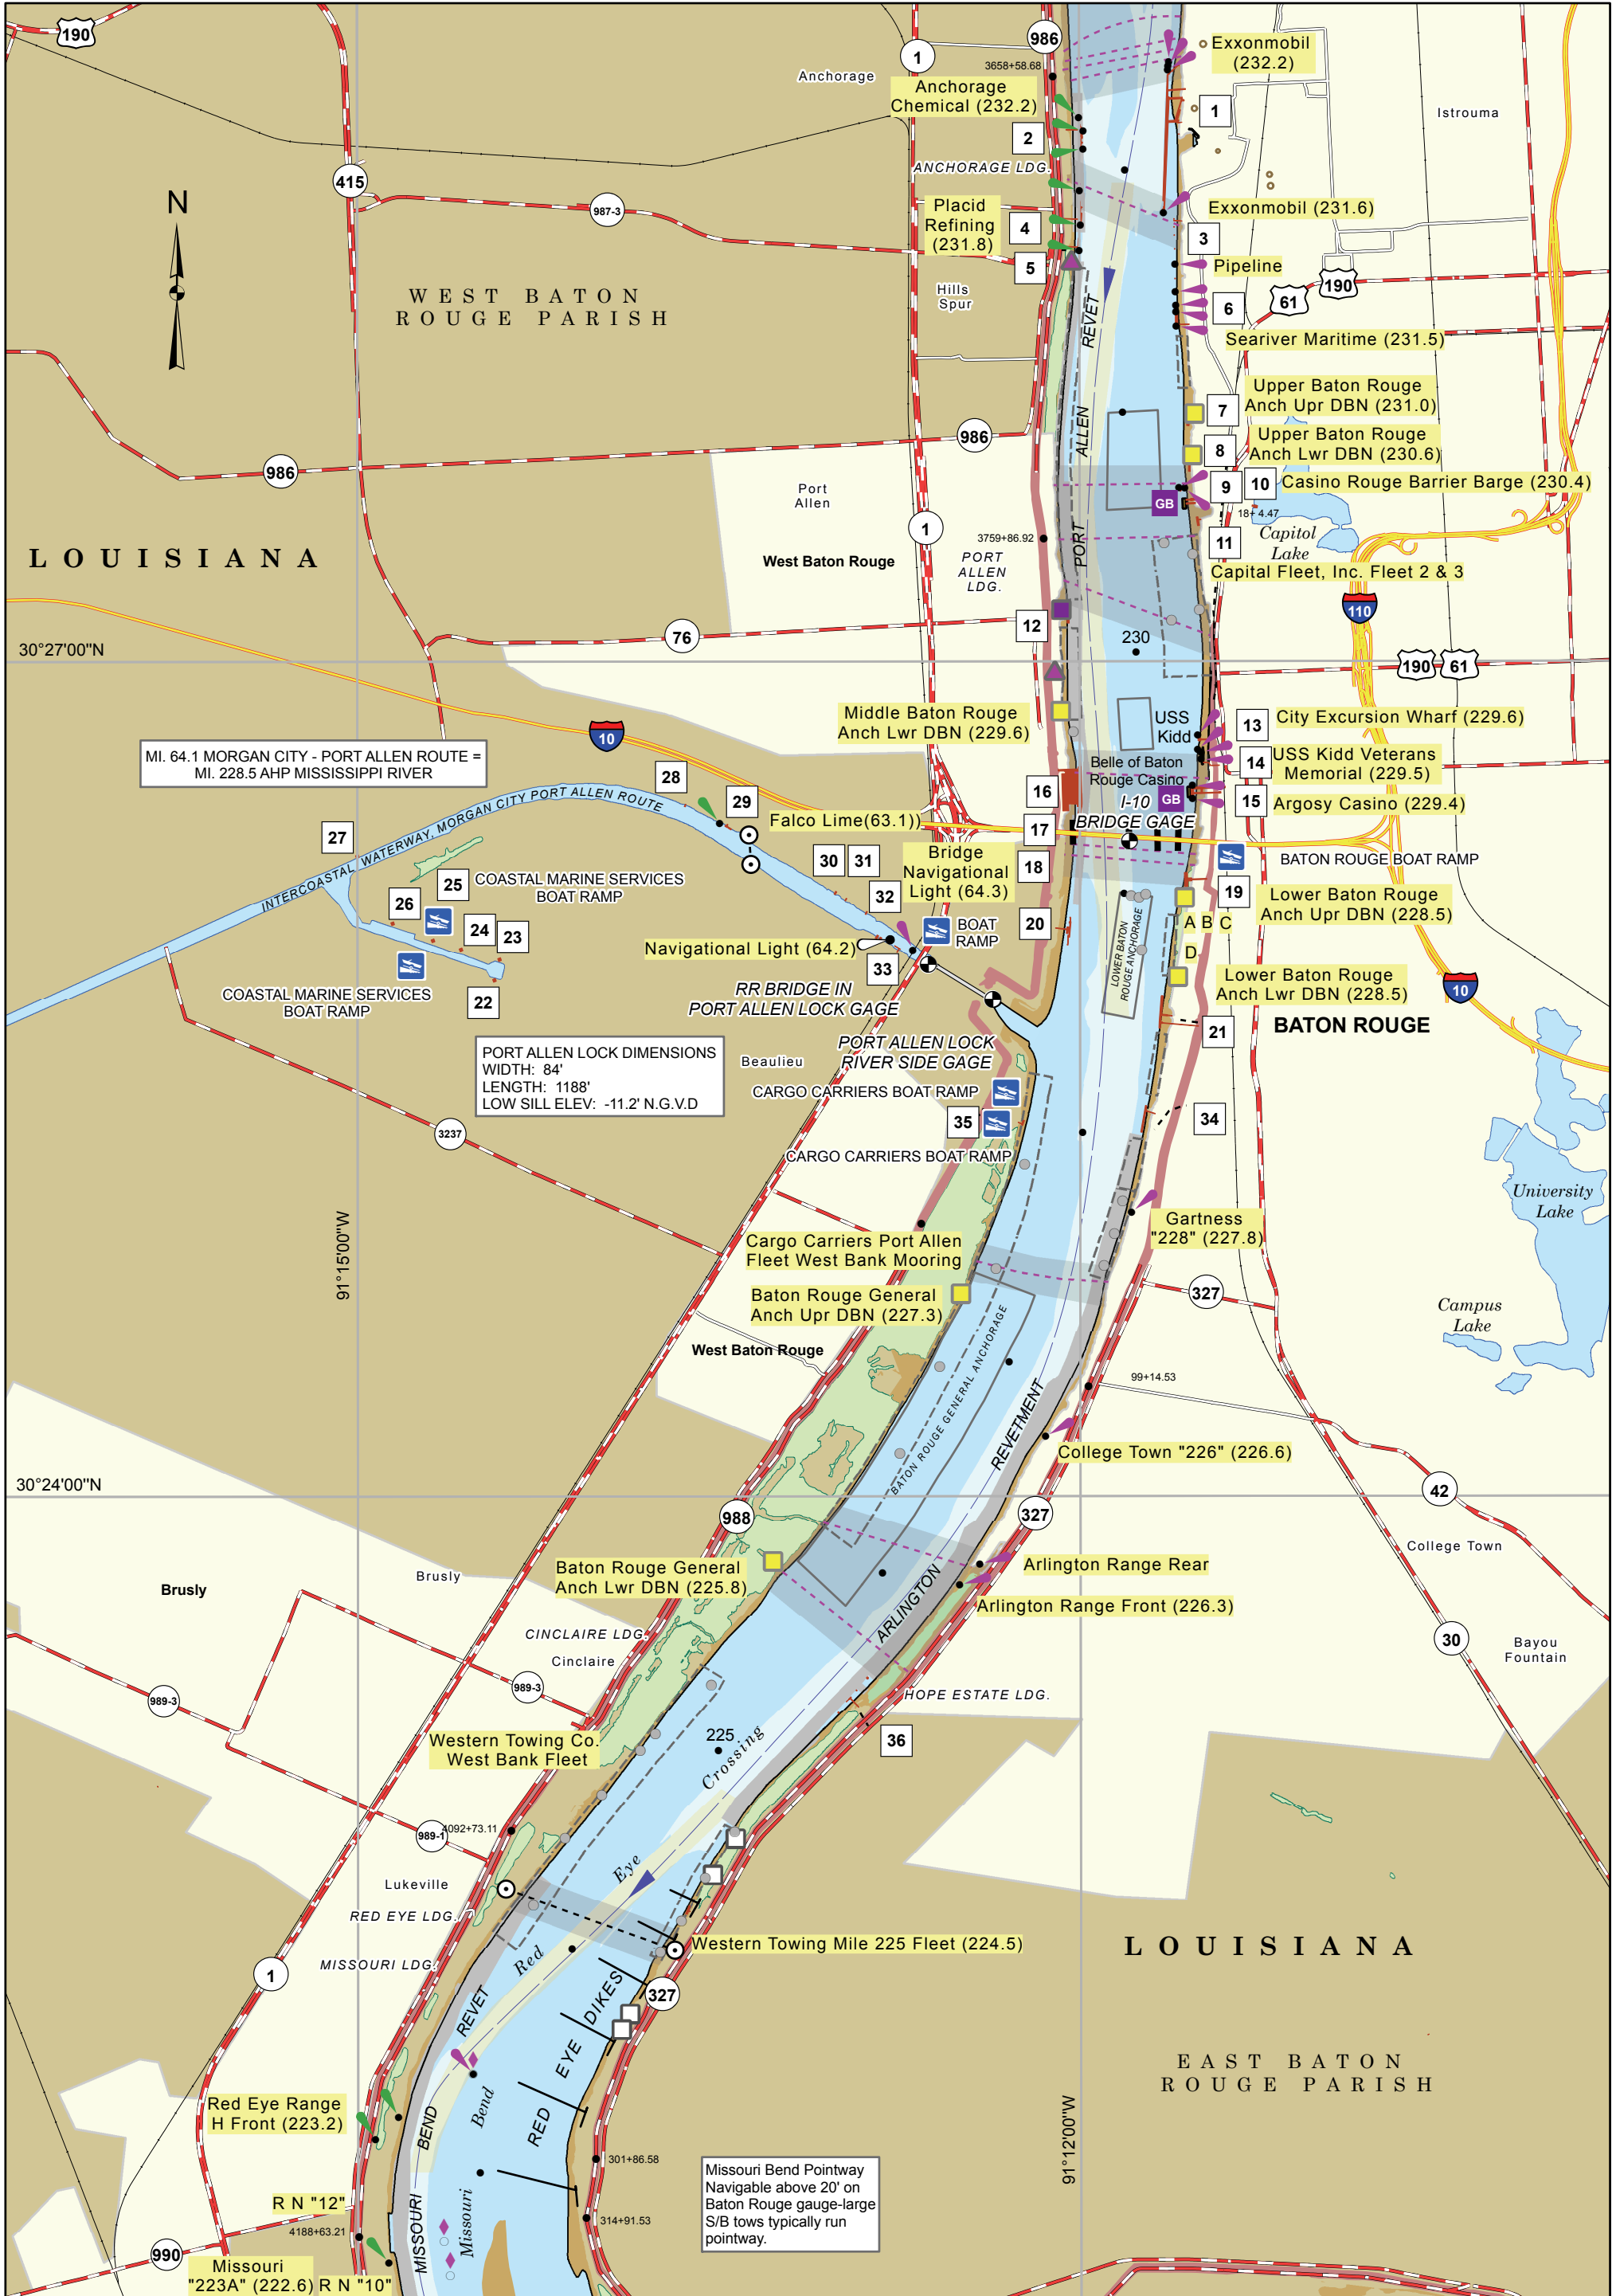 190
1
986
3658+58.68
Anchorage
Exxonmobil
(232.2)
Anchorage
Chemical (232.2)
1
Istrouma
2
ANCHORAGE LDG.
415
N
987-3
Placid
Refining
(231.8)
4
Exxonmobil (231.6)
3
5
Pipeline
190
61
Hills
Spur
WEST BATON
ROUGE PARISH
REVET
6
Seariver Maritime (231.5)
Upper Baton Rouge
Anch Upr DBN (231.0)
7
ALLEN
986
986
Upper Baton Rouge
Anch Lwr DBN (230.6)
8
9
10
Casino Rouge Barrier Barge (230.4)
GB
18+ 4.47
Port
Allen
1
3759+86.92
PORT
11
Capitol
Lake
LOUISIANA
West Baton Rouge
PORT
ALLEN
LDG.
Capital Fleet, Inc. Fleet 2 & 3
110
12
76
230
30°27'00"N
190
61
Middle Baton Rouge
Anch Lwr DBN (229.6)
USS
Kidd
13
City Excursion Wharf (229.6)
10
MI. 64.1 MORGAN CITY - PORT ALLEN ROUTE =
MI. 228.5 AHP MISSISSIPPI RIVER
14
USS Kidd Veterans
Memorial (229.5)
Belle of Baton
Rouge Casino
28
29
16
I-10
GB
15
Argosy Casino (229.4)
BRIDGE GAGE
Falco Lime(63.1))
17
INTERCOASTAL WATERWAY, MORGAN CITY PORT ALLEN ROUTE
27
30
31
Bridge
Navigational
Light (64.3)
18
BATON ROUGE BOAT RAMP
25
COASTAL MARINE SERVICES
BOAT RAMP
26
32
19
Lower Baton Rouge
Anch Upr DBN (228.5)
24
23
BOAT
RAMP
20
A B C
D
LOWER BATON
ROUGE ANCHORAGE
Navigational Light (64.2)
33
Lower Baton Rouge
Anch Lwr DBN (228.5)
10
COASTAL MARINE SERVICES
BOAT RAMP
22
RR BRIDGE IN
PORT ALLEN LOCK GAGE
21
BATON ROUGE
PORT ALLEN LOCK DIMENSIONS
WIDTH: 84'
LENGTH: 1188'
LOW SILL ELEV: -11.2' N.G.V.D
Beaulieu
PORT ALLEN LOCK
RIVER SIDE GAGE
CARGO CARRIERS BOAT RAMP
35
34
3237
CARGO CARRIERS BOAT RAMP
University
Lake
91°15'00"W
Gartness
"228" (227.8)
Cargo Carriers Port Allen
Fleet West Bank Mooring
Baton Rouge General
Anch Upr DBN (227.3)
327
Campus
Lake
West Baton Rouge
99+14.53
BATON ROUGE GENERAL ANCHORAGE
REVETMENT
College Town "226" (226.6)
30°24'00"N
42
988
327
College Town
Baton Rouge General
Anch Lwr DBN (225.8)
Arlington Range Rear
Brusly
Brusly
ARLINGTON
Arlington Range Front (226.3)
CINCLAIRE LDG.
Cinclaire
30
Bayou
Fountain
989-3
989-3
HOPE ESTATE LDG.
Western Towing Co.
West Bank Fleet
225
Crossing
36
989-1
4092+73.11
Eye
Lukeville
RED EYE LDG.
Red
Western Towing Mile 225 Fleet (224.5)
LOUISIANA
MISSOURI LDG.
1
327
REVET
DIKES
EYE
RED
EAST BATON
ROUGE PARISH
Red Eye Range
H Front (223.2)
Bend
BEND
91°12'00"W
301+86.58
Missouri Bend Pointway
Navigable above 20' on
Baton Rouge gauge-large
S/B tows typically run
pointway.
R N "12"
4188+63.21
314+91.53
MISSOURI
Missouri
990
Missouri
"223A" (222.6)
R N "10"